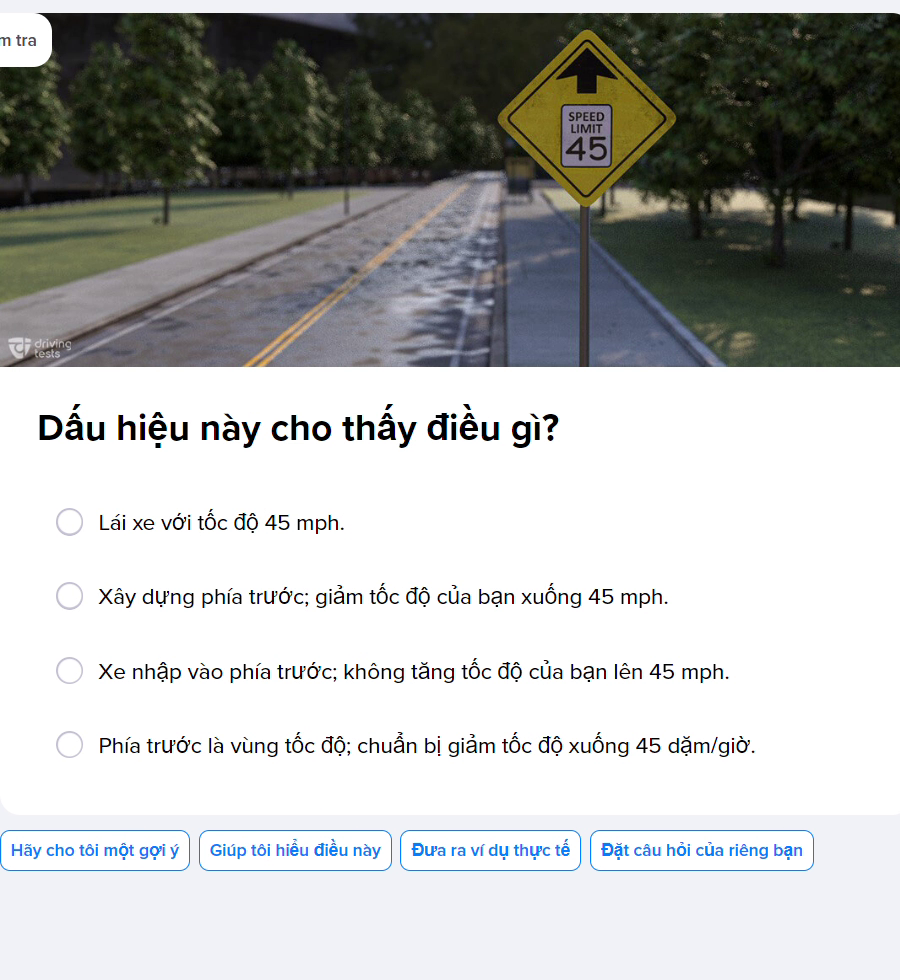 m tra
SPEED
LIMIT
45
driving
tests
Dấu hiệu này cho thấy điều gì?
Lái xe với tốc độ 45 mph.
Xây dựng phía trước; giảm tốc độ của bạn xuống 45 mph.
Xe nhập vào phía trước; không tăng tốc độ của bạn lên 45 mph.
Phía trước là vùng tốc độ; chuẩn bị giảm tốc độ xuống 45 dặm/giờ.
Hãy cho tôi một gợi ý
Giúp tôi hiểu điều này
Đưa ra ví dụ thực tế
Đặt câu hỏi của riêng bạn